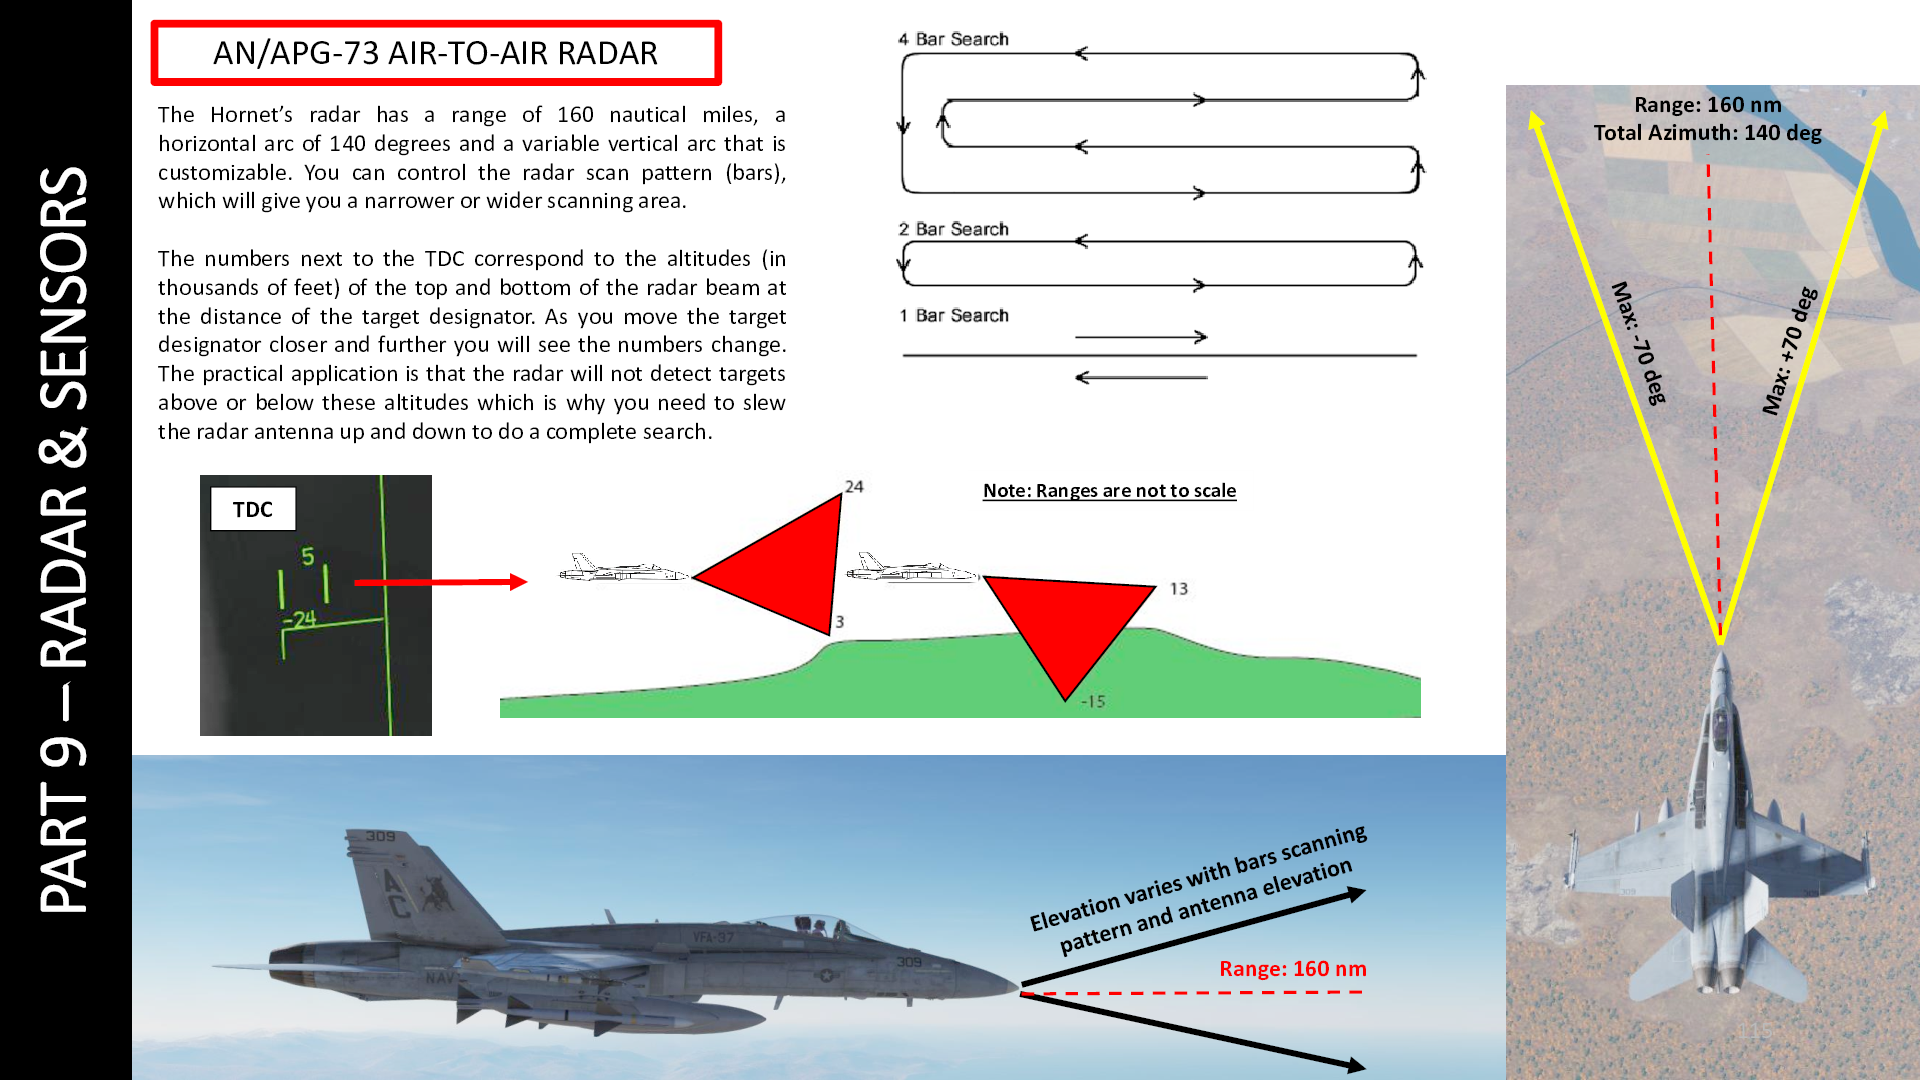 PART 9 – RADAR & SENSORS
AN/APG-73 AIR-TO-AIR RADAR
The Hornet’s radar has a range of 160 nautical miles, a
horizontal arc of 140 degrees and a variable vertical arc that is
customizable. You can control the radar scan pattern (bars),
which will give you a narrower or wider scanning area.
The numbers next to the TDC correspond to the altitudes (in
thousands of feet) of the top and bottom of the radar beam at
the distance of the target designator. As you move the target
designator closer and further you will see the numbers change.
The practical application is that the radar will not detect targets
above or below these altitudes which is why you need to slew
the radar antenna up and down to do a complete search.
4 Bar Search
2 Bar Search
1 Bar Search
Range: 160 nm
Total Azimuth: 140 deg
Max: -70 deg
Max: +70 deg
TDC
5
-24
24
3
Note: Ranges are not to scale
13
-15
309
AC
VFA-37
NAVY
309
Elevation varies with bars scanning
pattern and antenna elevation
Range: 160 nm
309
309
115